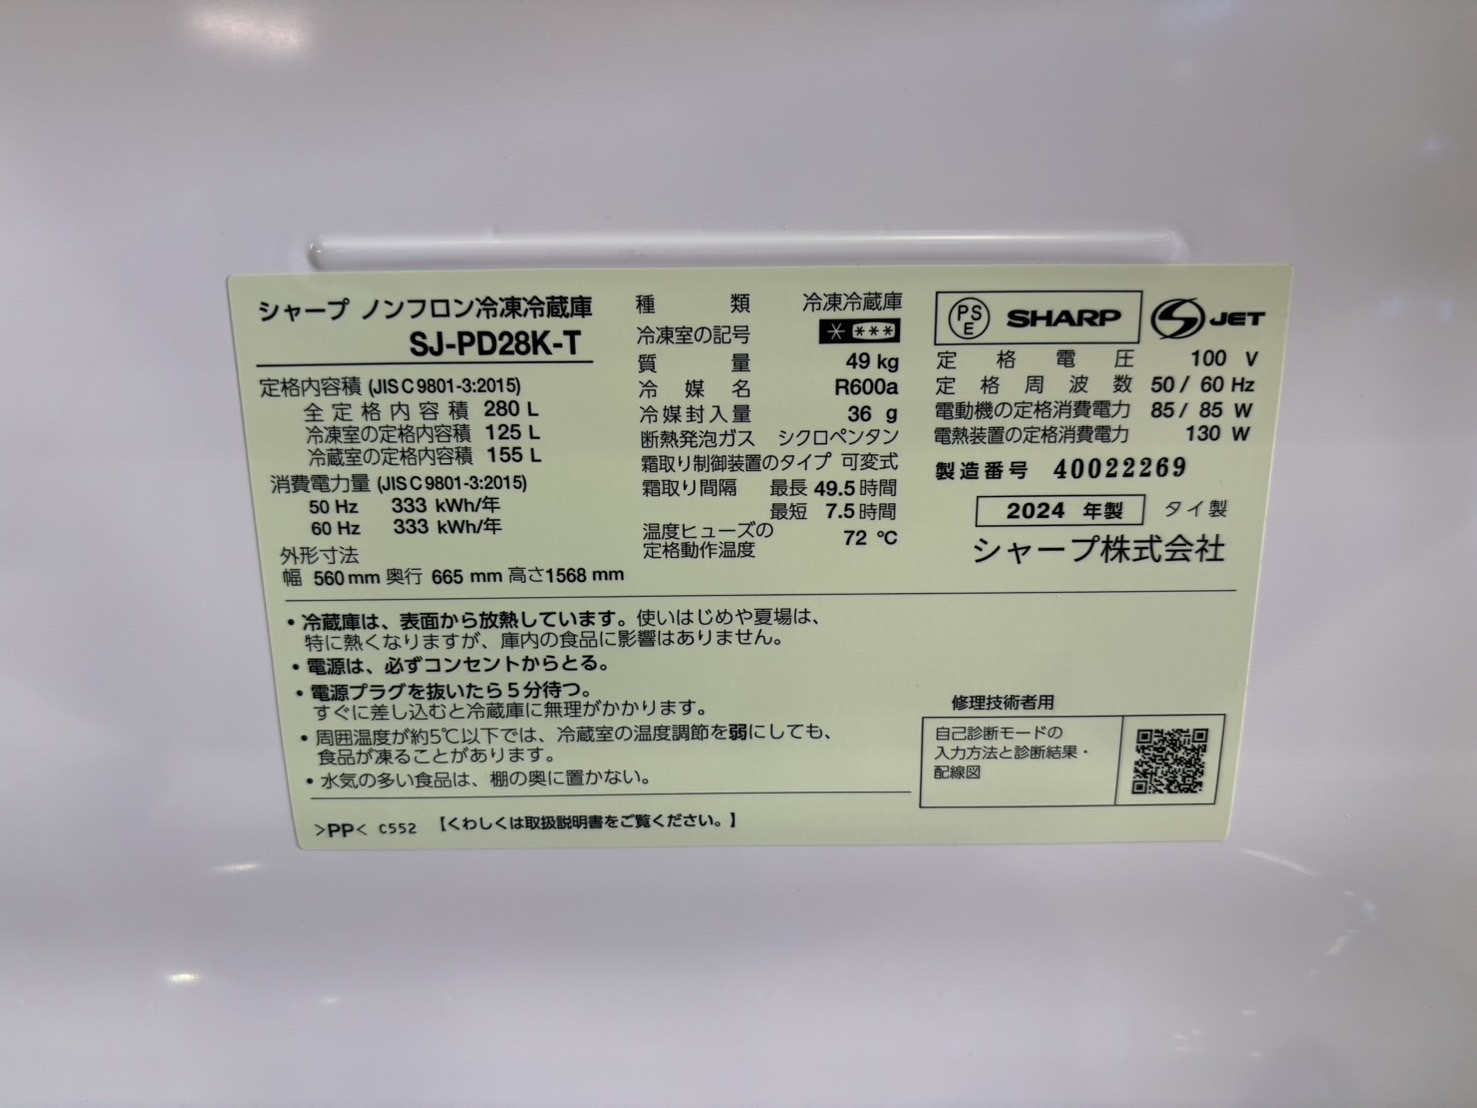 シャープ ノンフロン冷凍冷蔵庫
SJ-PD28K-T
定格内容積 (JIS C 9801-3:2015)
全定格内容積 280 L
冷凍室の定格内容積 125 L
冷蔵室の定格内容積 155 L
消費電力量 (JIS C 9801-3:2015)
50 Hz 333 kWh/年
60 Hz 333 kWh/年
外形寸法
幅 560 mm 奥行 665 mm 高さ1568 mm
種類 冷凍冷蔵庫
冷凍室の記号 * ***
質量 49 kg
冷媒名 R600a
冷媒封入量 36 g
断熱発泡ガス シクロペンタン
霜取り制御装置のタイプ 可変式
霜取り間隔 最長 49.5 時間
最短 7.5 時間
温度ヒューズの
定格動作温度 72 ℃
PS
E
SHARP
S JET
定格電圧 100 V
定格周波数 50 / 60 Hz
電動機の定格消費電力 85 / 85 W
電熱装置の定格消費電力 130 W
製造番号 40022269
2024 年製 タイ製
シャープ株式会社
・冷蔵庫は、表面から放熱しています。使いはじめや夏場は、
特に熱くなりますが、庫内の食品に影響はありません。
・電源は、必ずコンセントからとる。
・電源プラグを抜いたら5分待つ。
すぐに差し込むと冷蔵庫に無理がかかります。
・周囲温度が約5℃以下では、冷蔵室の温度調節を弱にしても、
食品が凍ることがあります。
・水気の多い食品は、棚の奥に置かない。
>PP< C552 【くわしくは取扱説明書をご覧ください。】
修理技術者用
自己診断モードの
入力方法と診断結果・
配線図